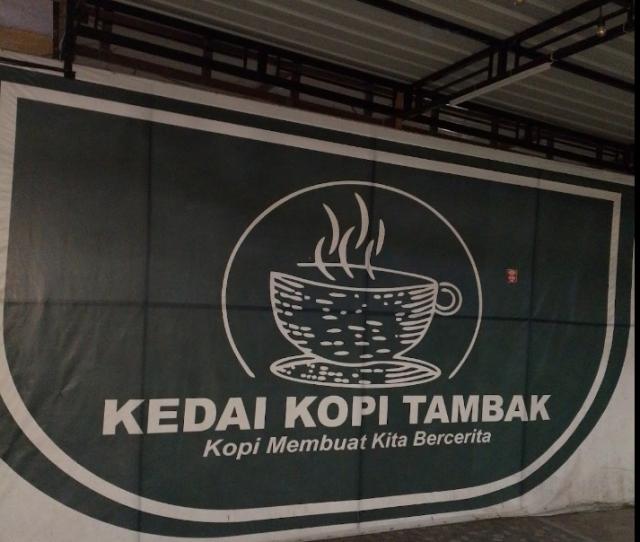 KEDAI KOPI TAMBAK
Kopi Membuat Kita Bercerita